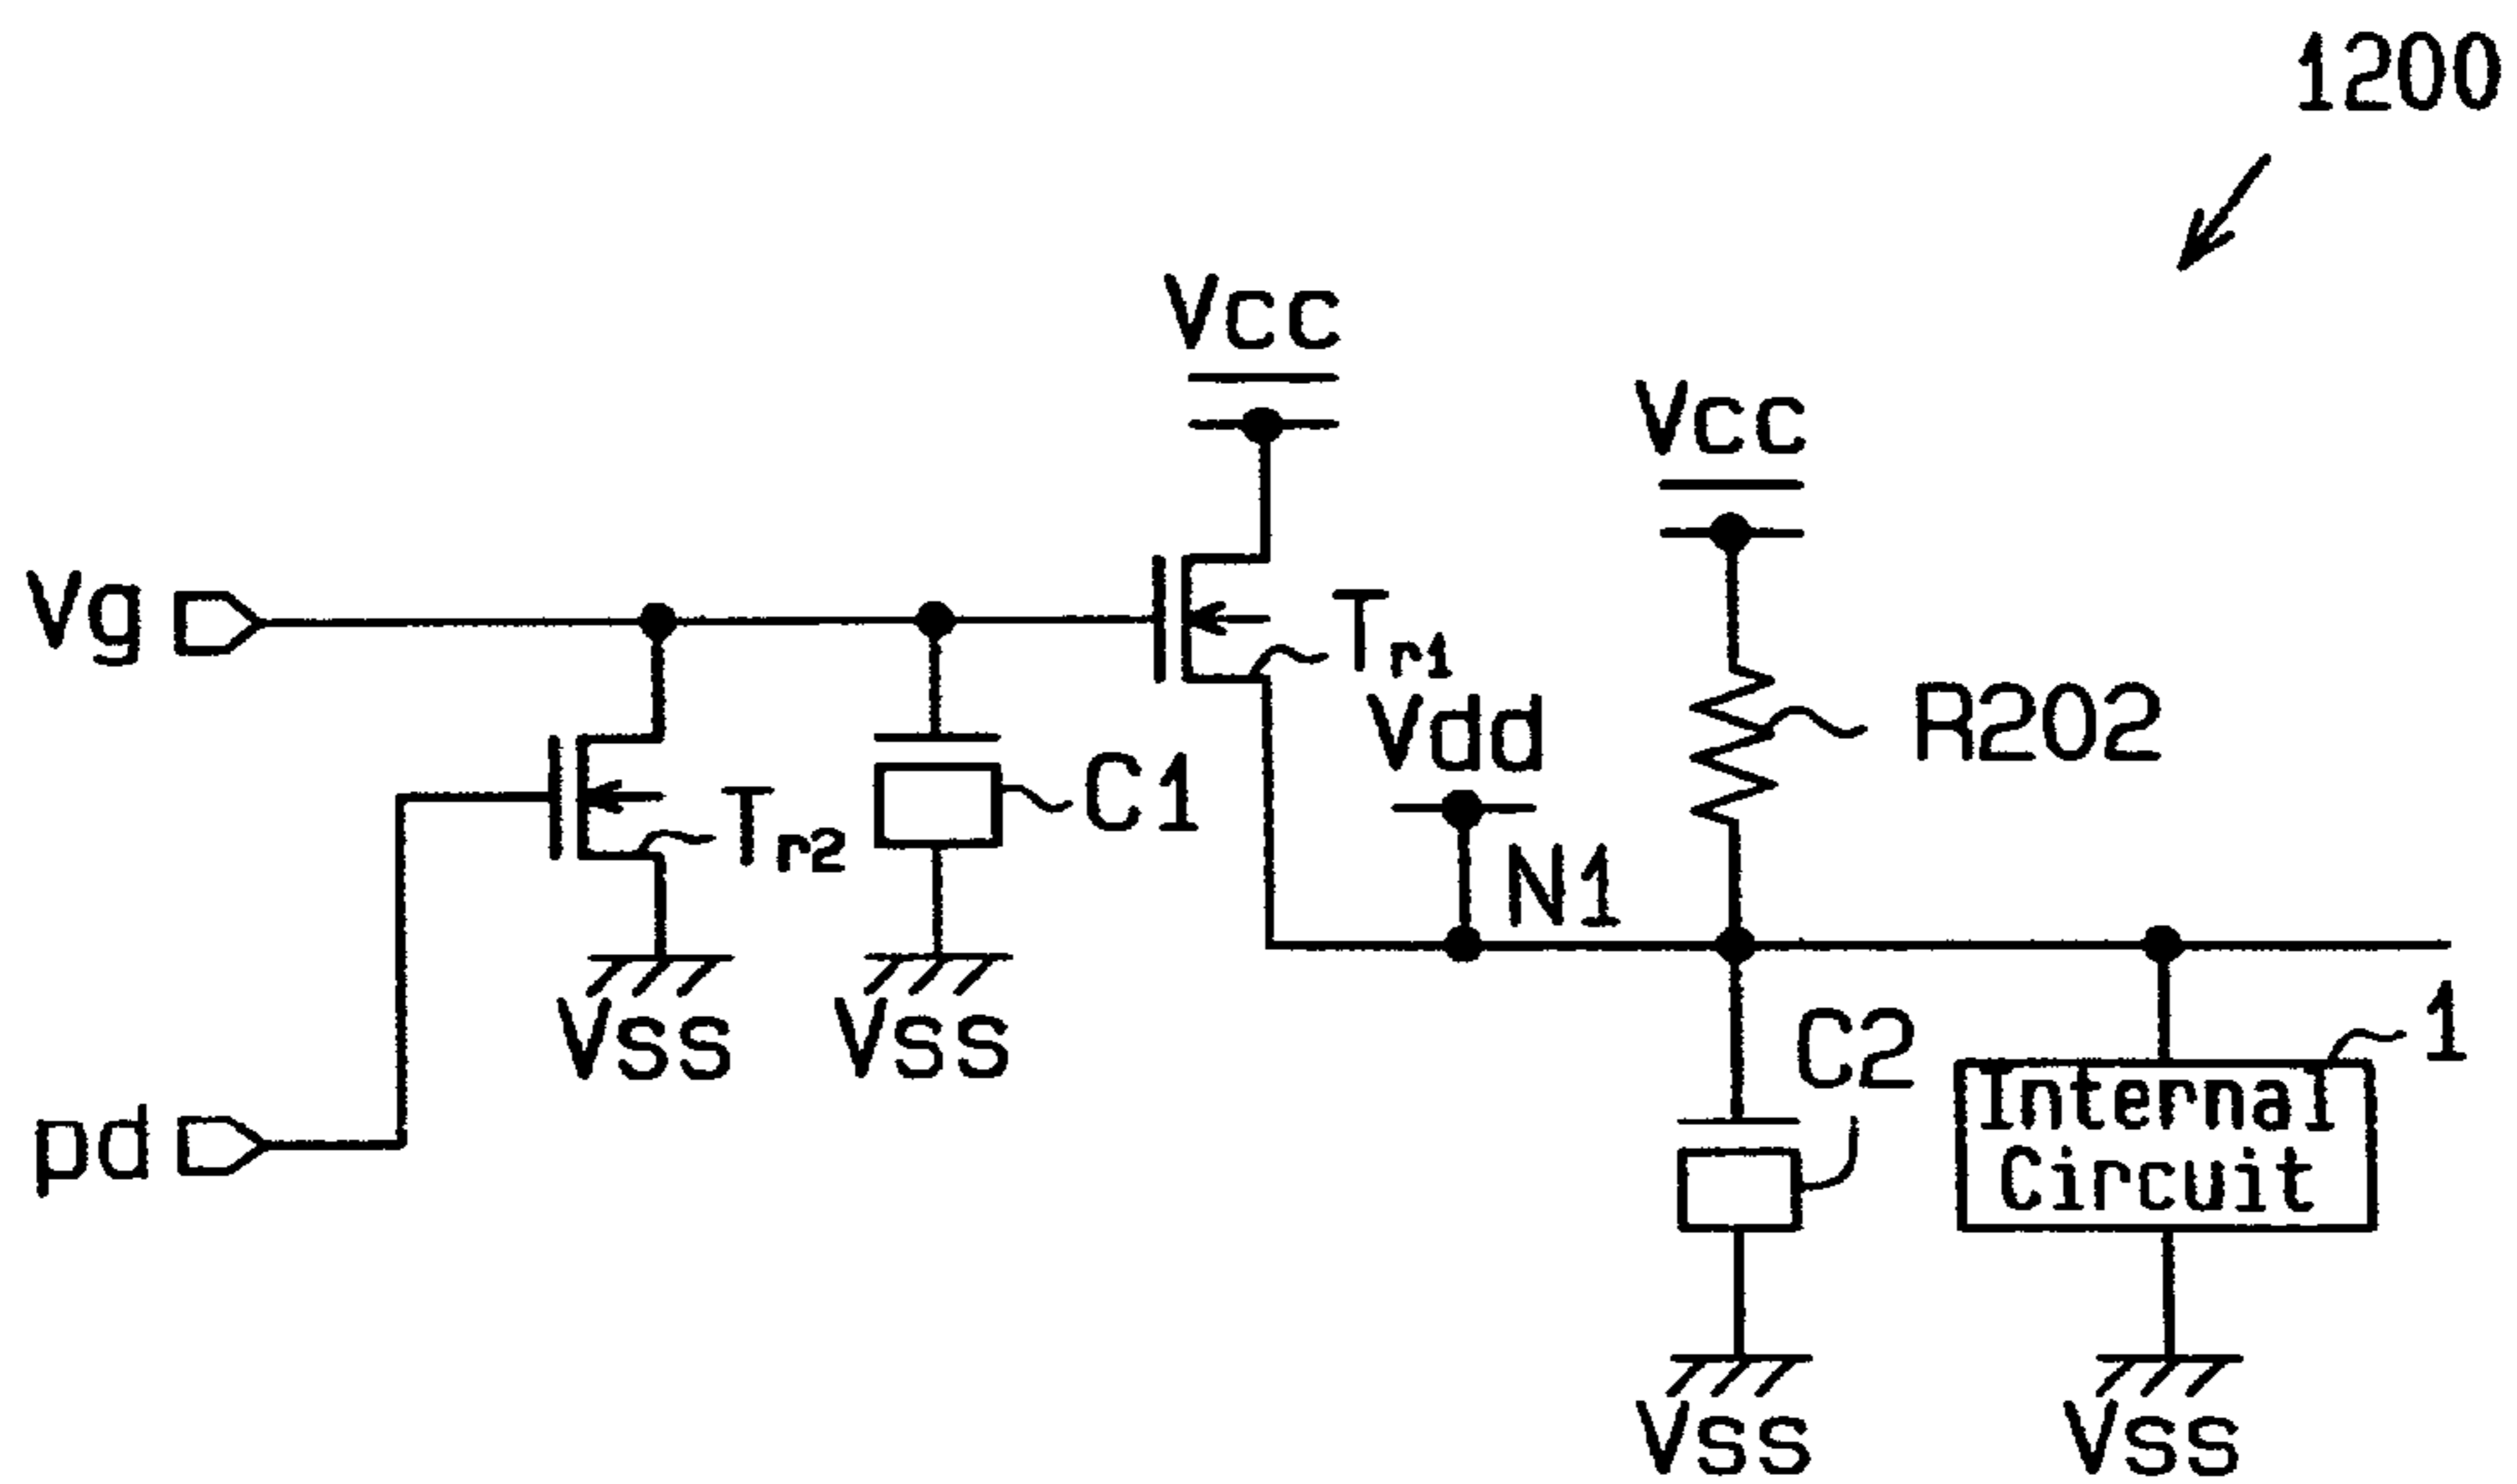 1200
Vcc
Vcc
Vg
Tr1
R202
Vdd
Tr2
C1
N1
Vss
Vss
C2
1
pd
Internal
Circuit
Vss
Vss